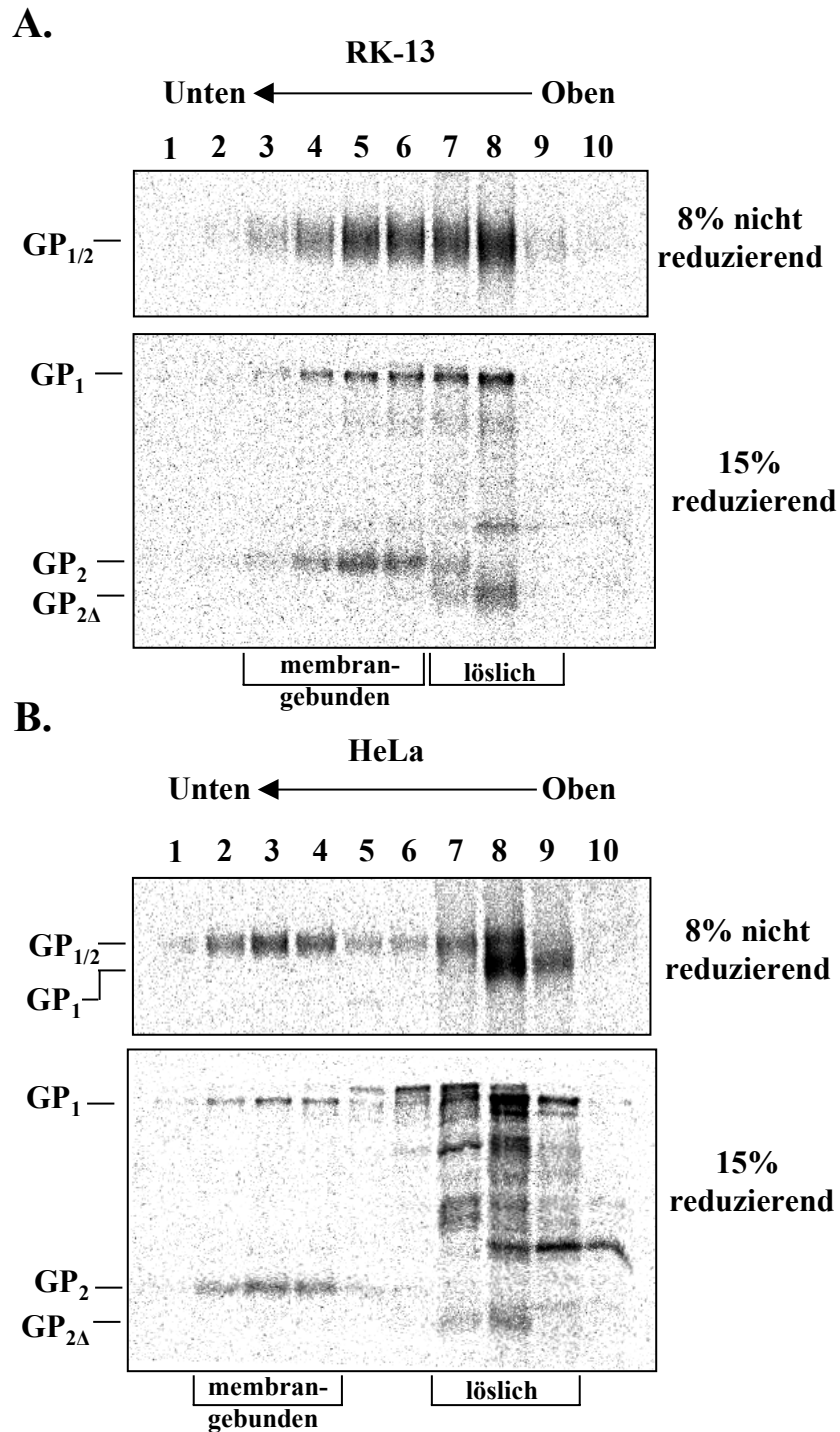 A.
RK-13
Unten Oben
1 2 3 4 5 6 7 8 9 10
GP1/2
8% nicht
reduzierend
GP1
15%
reduzierend
GP2
GP2Δ
membran-
gebunden
löslich
B.
HeLa
Unten Oben
1 2 3 4 5 6 7 8 9 10
GP1/2
GP1
8% nicht
reduzierend
GP1
15%
reduzierend
GP2
GP2Δ
membran-
gebunden
löslich